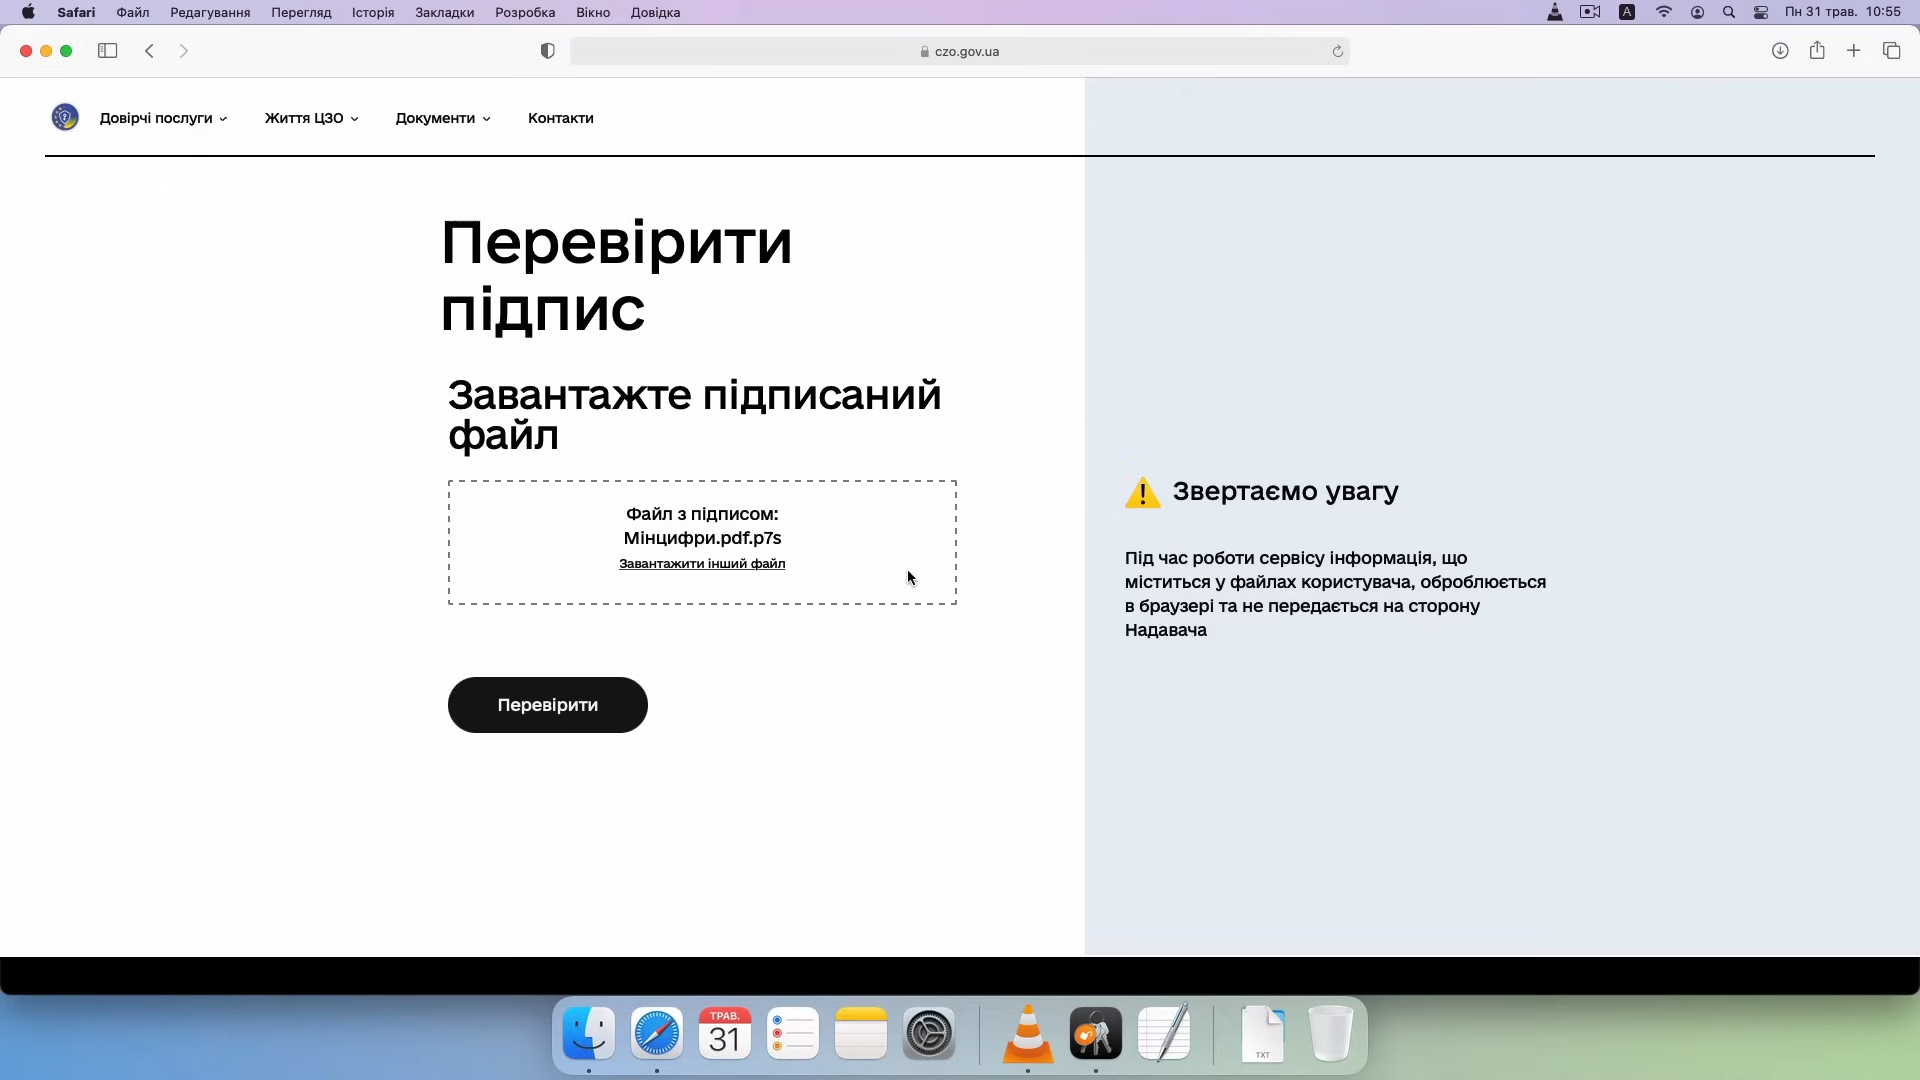 Safari Файл Редагування Перегляд Історія Закладки Розробка Вікно Довідка A Пн 31 трав. 10:55
czo.gov.ua
Довірчі послуги Життя ЦЗО Документи Контакти
Перевірити
підпис
Завантажте підписаний
файл
Файл з підписом:
Мінцифри.pdf.p7s
Завантажити інший файл
Перевірити
Звертаємо увагу
Під час роботи сервісу інформація, що
міститься у файлах користувача, оброблюється
в браузері та не передається на сторону
Надавача
ТРАВ.
31
TXT